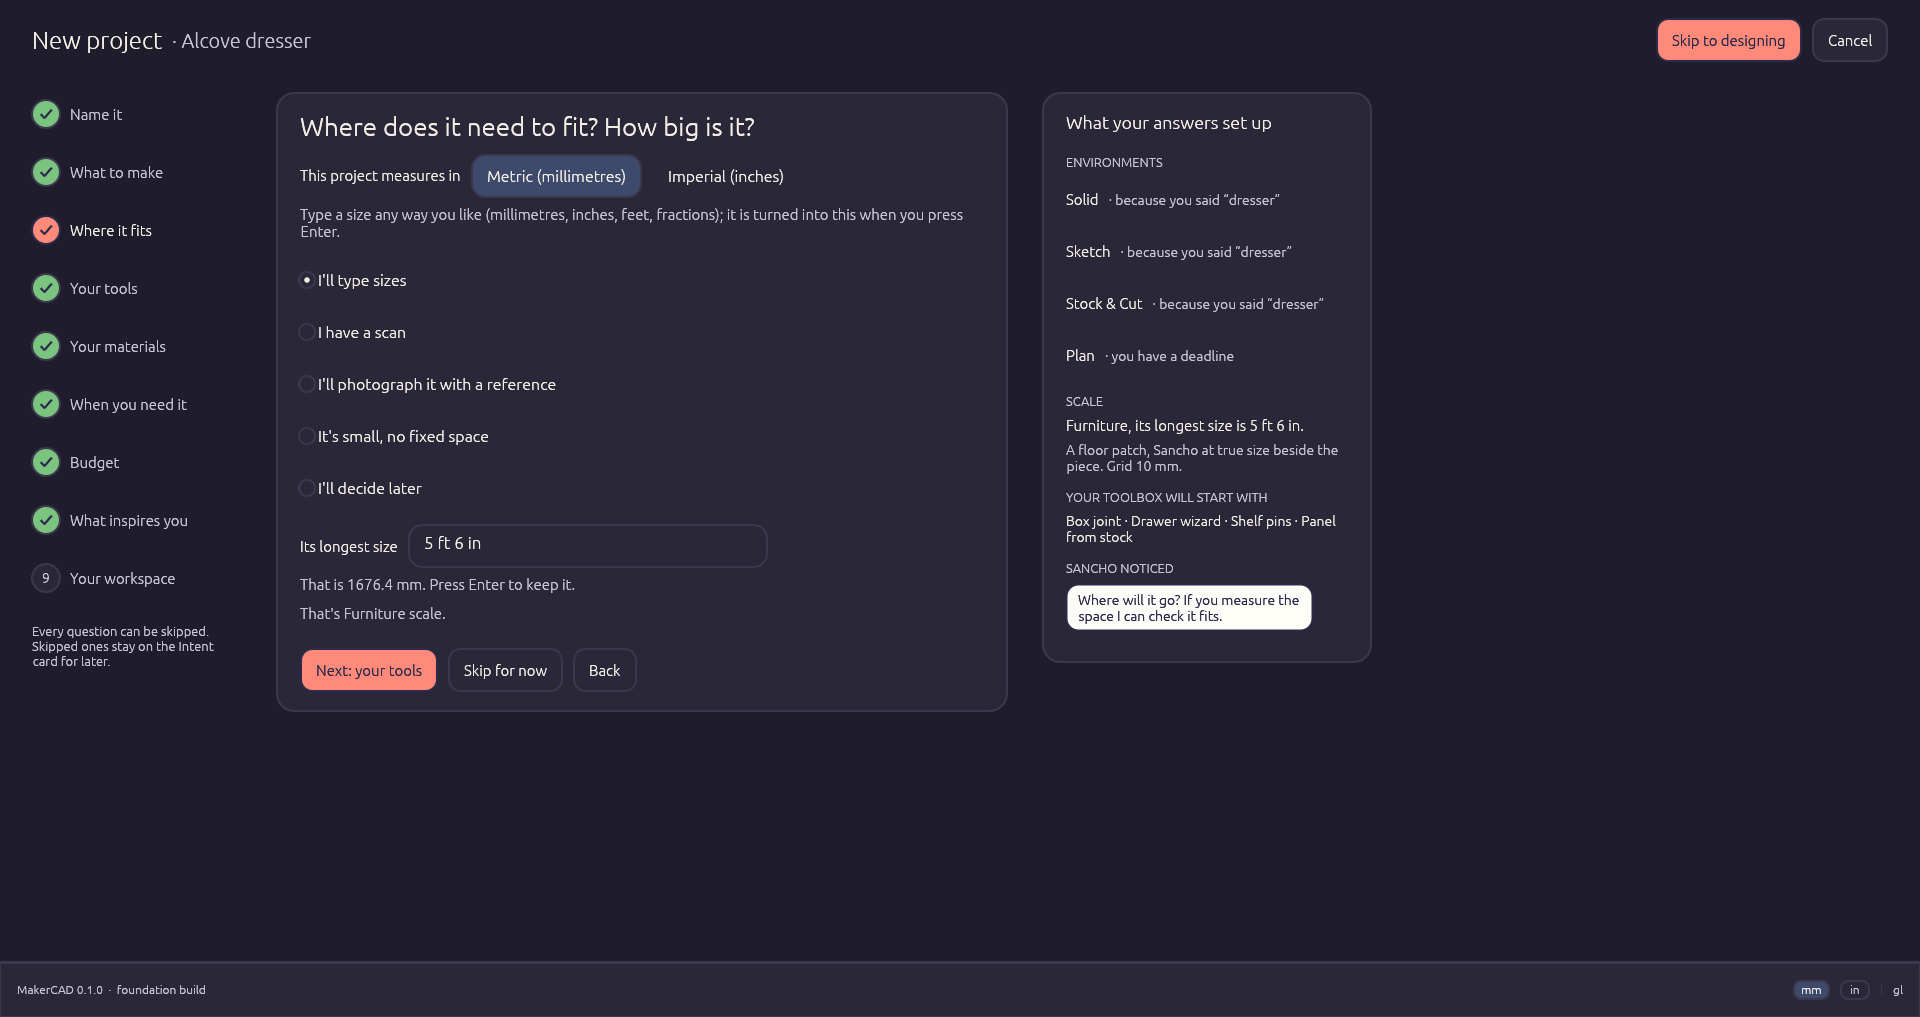 New project · Alcove dresser
Skip to designing
Cancel
Name it
What to make
Where it fits
Your tools
Your materials
When you need it
Budget
What inspires you
9 Your workspace
Every question can be skipped.
Skipped ones stay on the Intent
card for later.
Where does it need to fit? How big is it?
This project measures in Metric (millimetres) Imperial (inches)
Type a size any way you like (millimetres, inches, feet, fractions); it is turned into this when you press
Enter.
I'll type sizes
I have a scan
I'll photograph it with a reference
It's small, no fixed space
I'll decide later
Its longest size 5 ft 6 in
That is 1676.4 mm. Press Enter to keep it.
That's Furniture scale.
Next: your tools Skip for now Back
What your answers set up
ENVIRONMENTS
Solid · because you said “dresser”
Sketch · because you said “dresser”
Stock & Cut · because you said “dresser”
Plan · you have a deadline
SCALE
Furniture, its longest size is 5 ft 6 in.
A floor patch, Sancho at true size beside the
piece. Grid 10 mm.
YOUR TOOLBOX WILL START WITH
Box joint · Drawer wizard · Shelf pins · Panel
from stock
SANCHO NOTICED
Where will it go? If you measure the
space I can check it fits.
MakerCAD 0.1.0 · foundation build
mm in gl